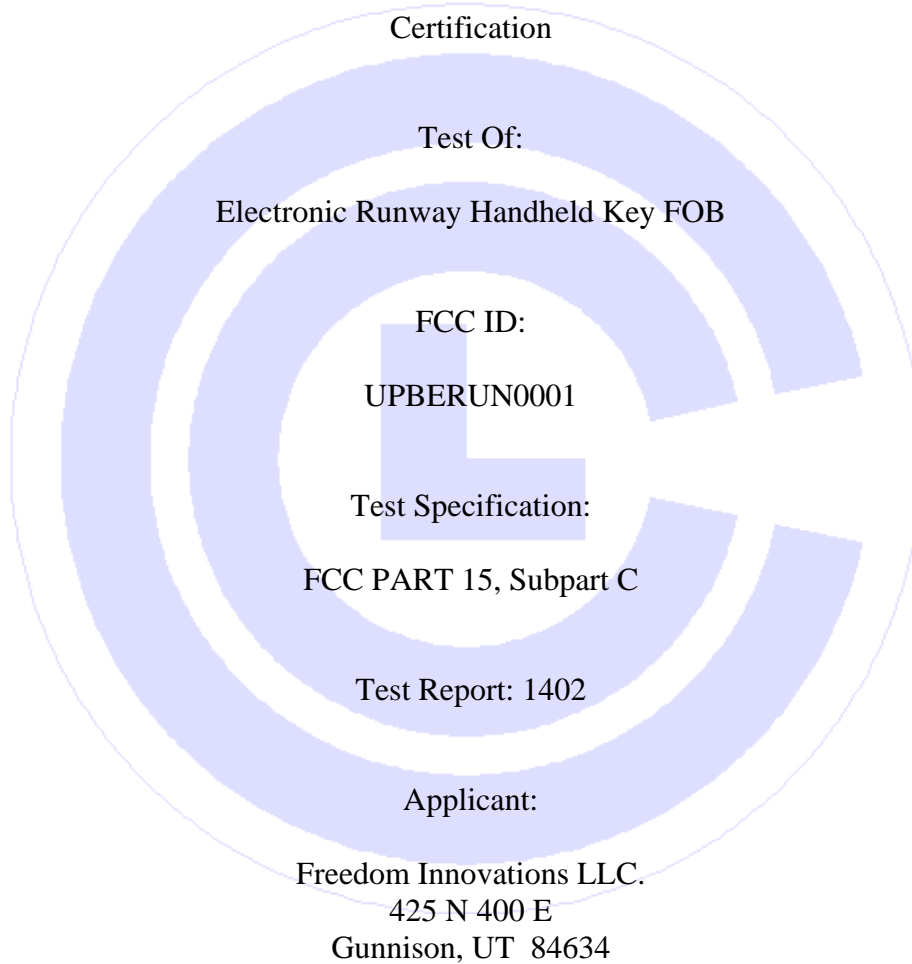 Certification
Test Of:
Electronic Runway Handheld Key FOB
FCC ID:
UPBERUN0001
Test Specification:
FCC PART 15, Subpart C
Test Report: 1402
Applicant:
Freedom Innovations LLC.
425 N 400 E
Gunnison, UT  84634